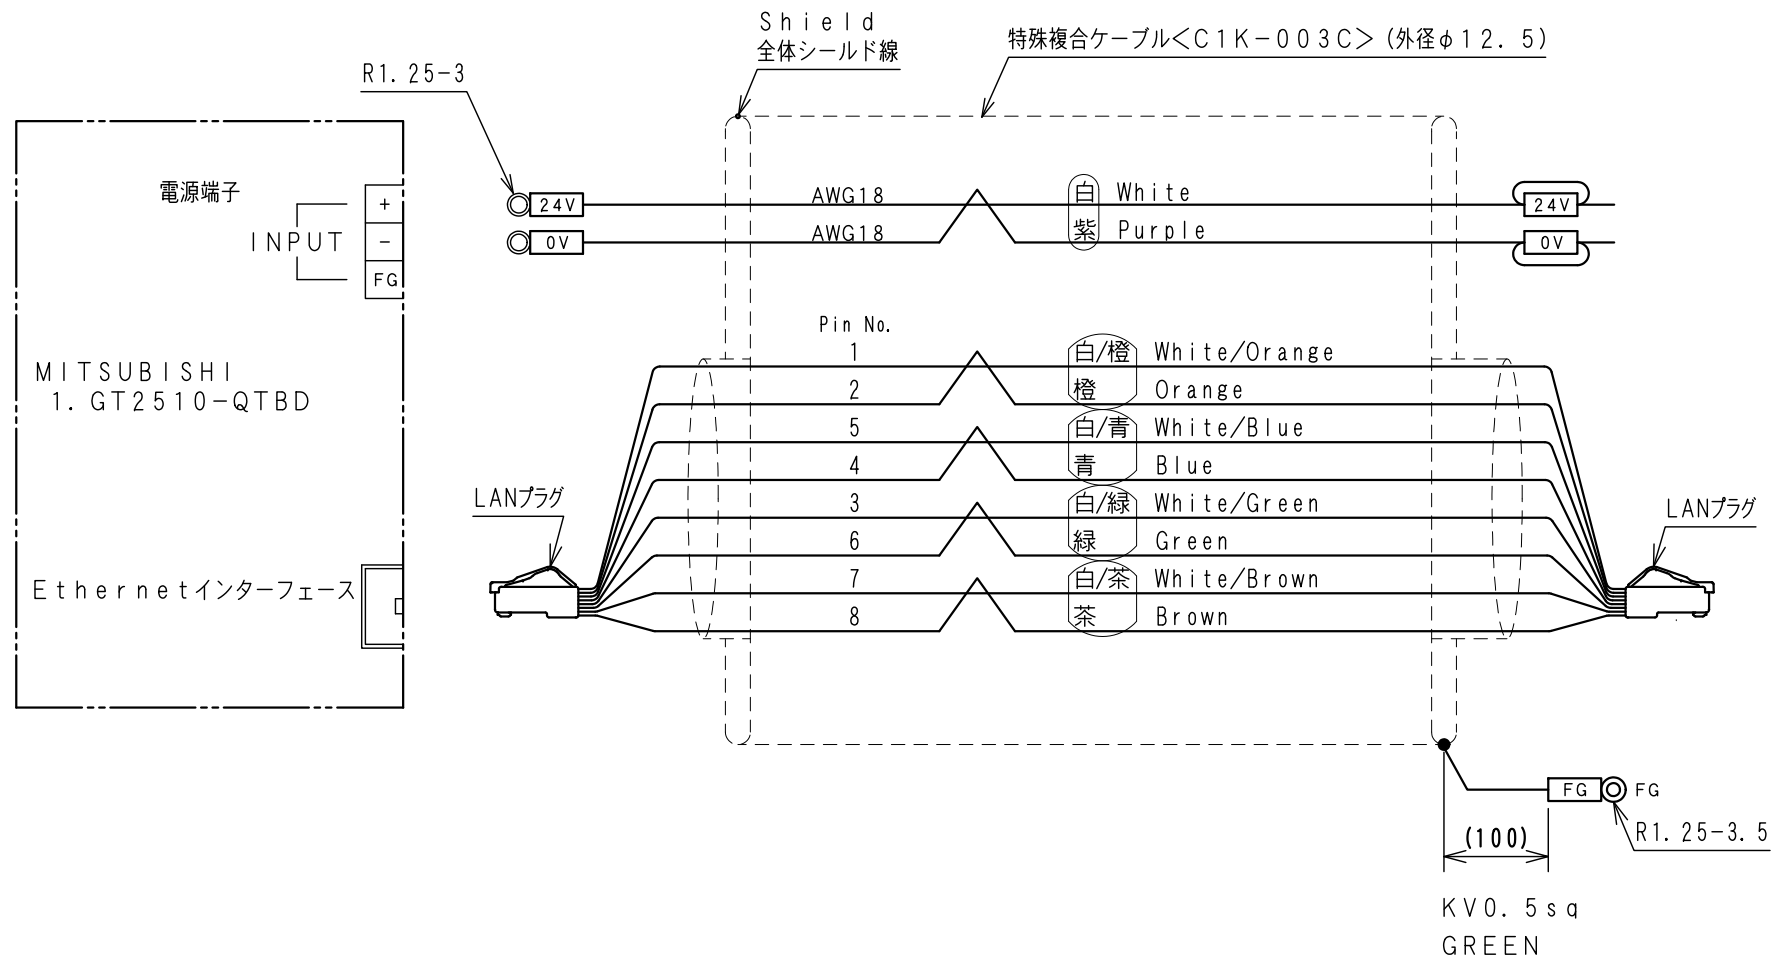 Shield
全体シールド線
特殊複合ケーブル<C1K-003C>(外径φ12.5)
R1.25-3
電源端子
INPUT
+
-
FG
24V
0V
AWG18
AWG18
白 White
紫 Purple
24V
0V
MITSUBISHI
1. GT2510-QTBD
Ethernetインターフェース
LANプラグ
Pin No.
1 白/橙 White/Orange
2 橙 Orange
5 白/青 White/Blue
4 青 Blue
3 白/緑 White/Green
6 緑 Green
7 白/茶 White/Brown
8 茶 Brown
LANプラグ
FG
FG
R1.25-3.5
(100)
KV0.5sq
GREEN